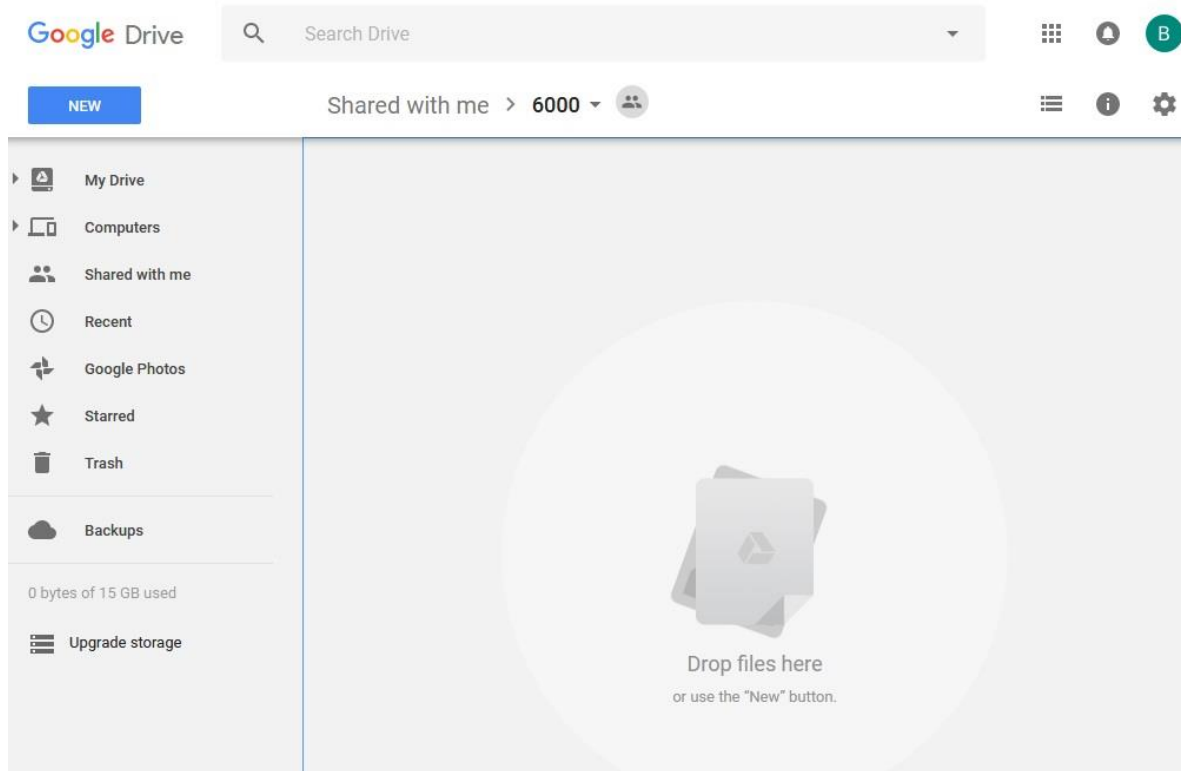 Google Drive
Search Drive
B
NEW
Shared with me > 6000
My Drive
Computers
Shared with me
Recent
Google Photos
Starred
Trash
Backups
0 bytes of 15 GB used
Upgrade storage
Drop files here
or use the “New” button.